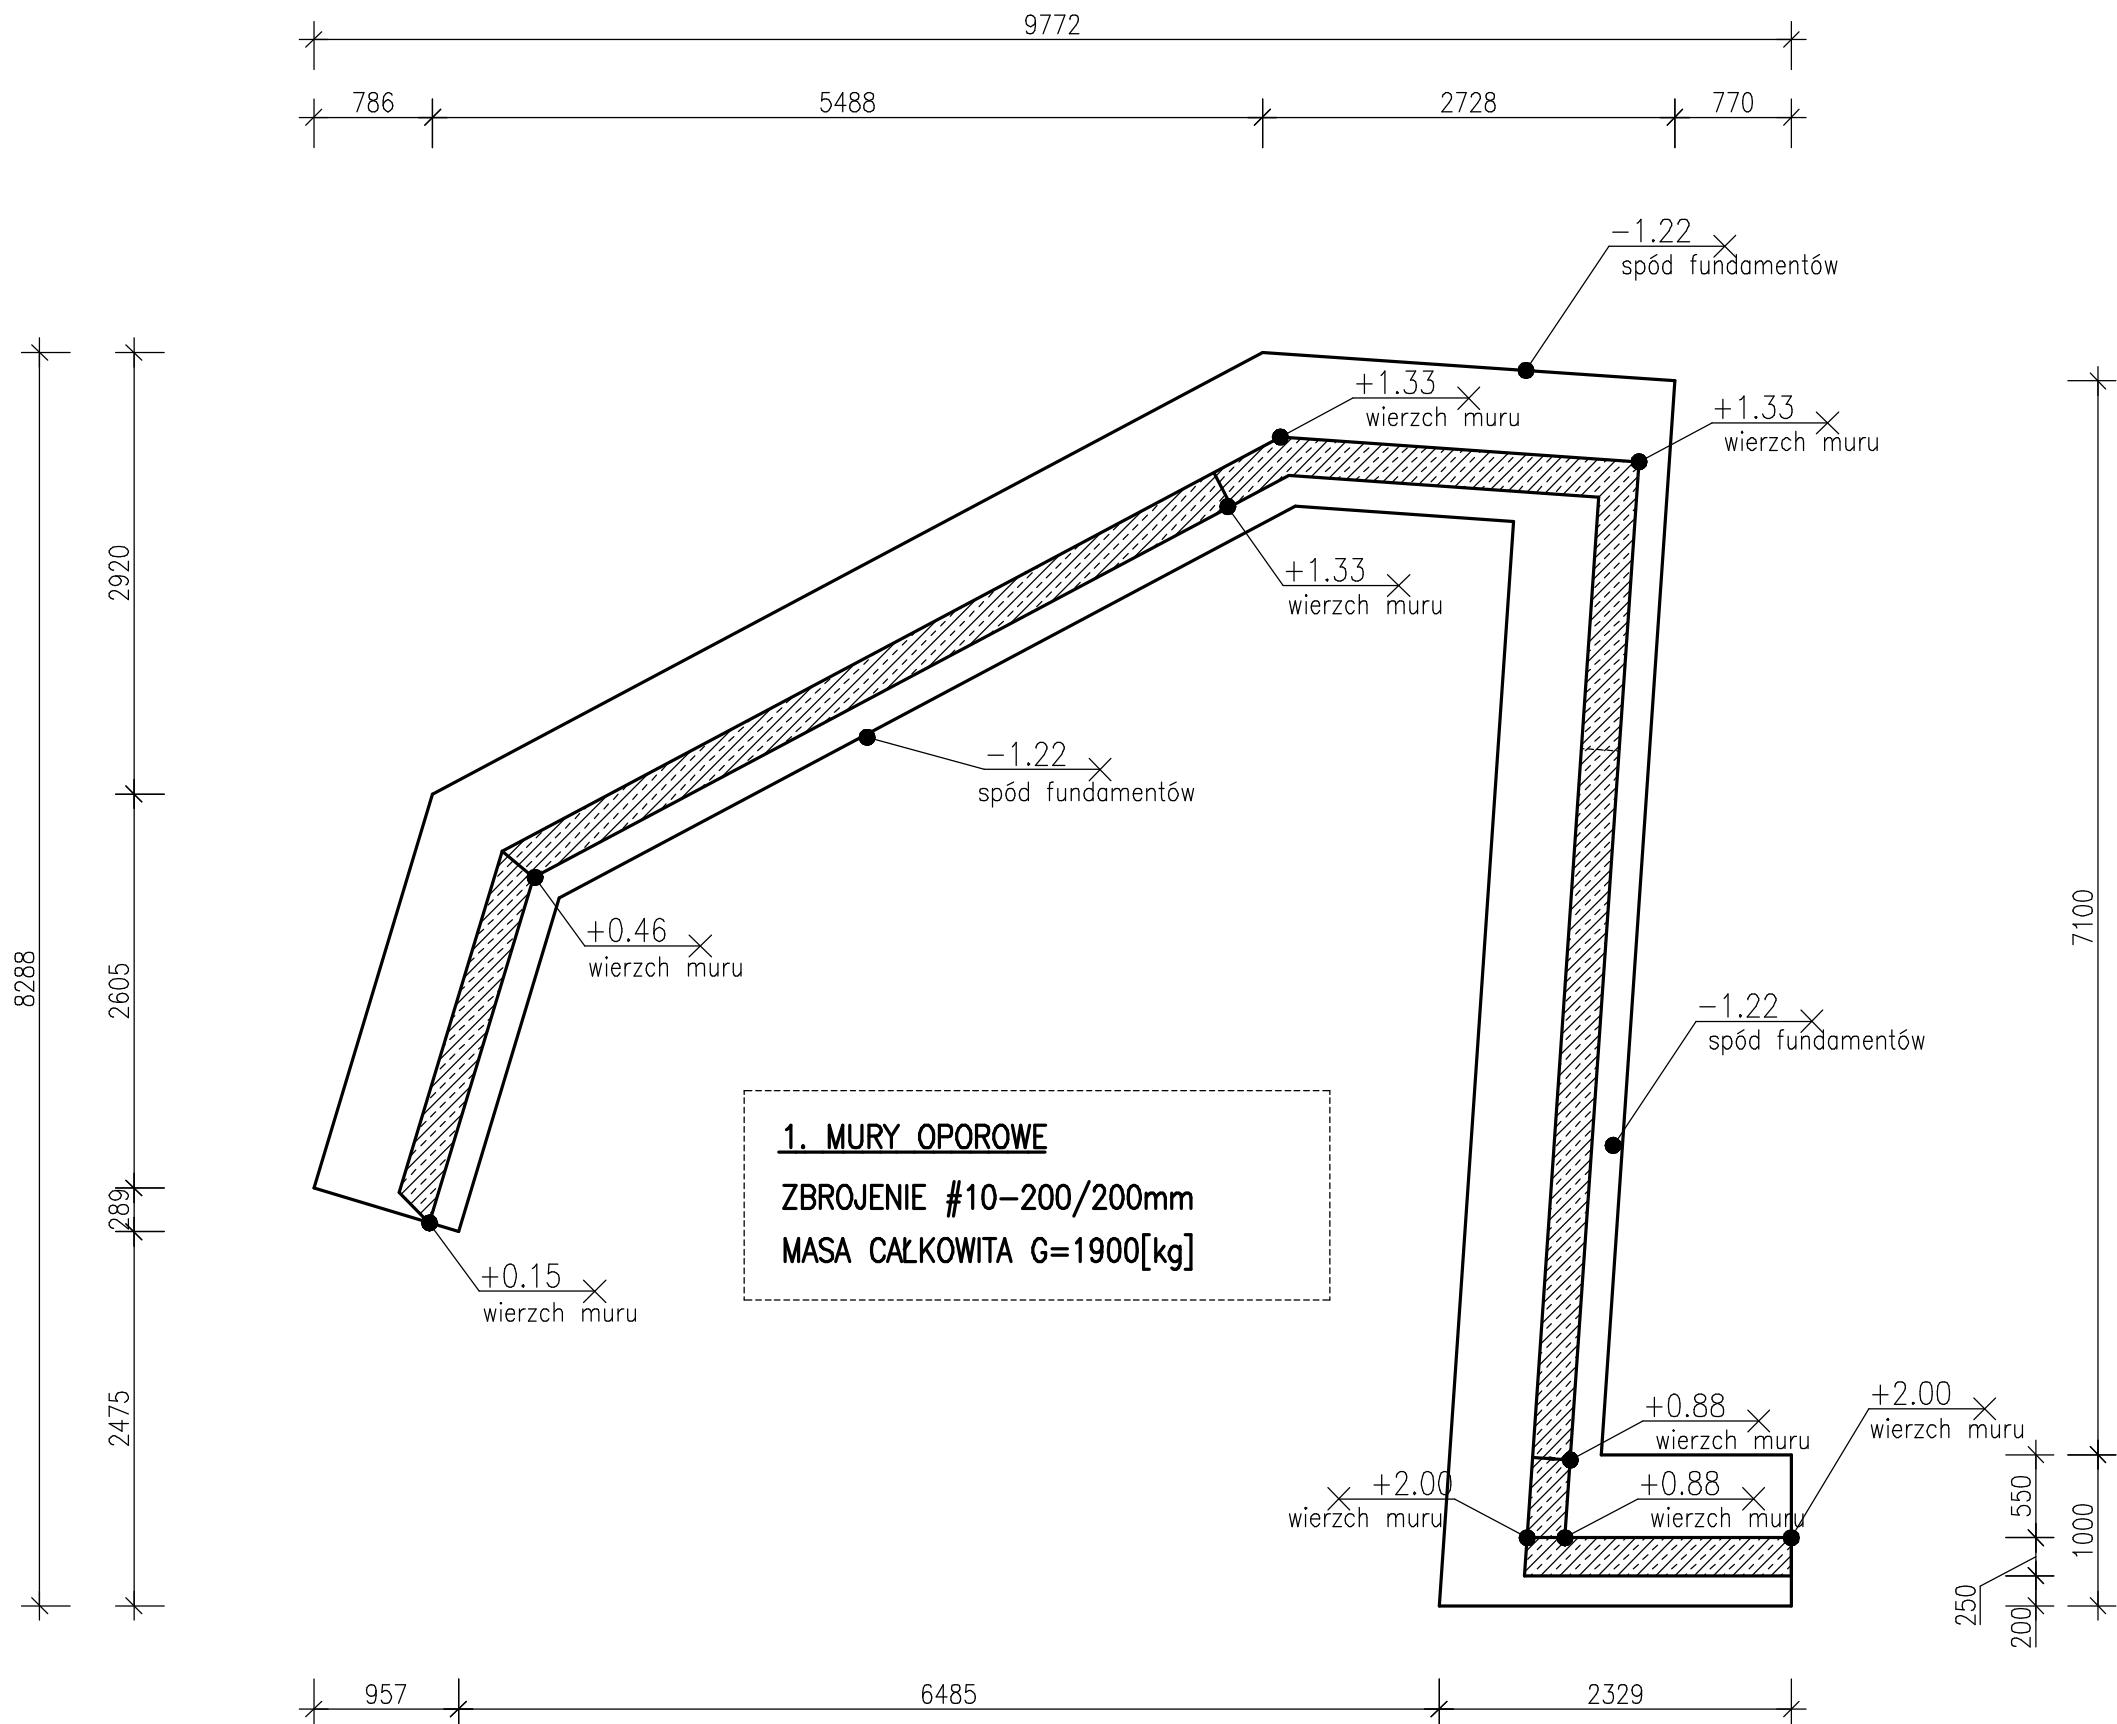 9772
786
5488
2728
770
-1.22
spód fundamentów
+1.33
wierzch muru
+1.33
wierzch muru
2920
+1.33
wierzch muru
-1.22
spód fundamentów
+0.46
wierzch muru
7100
8288
2605
-1.22
spód fundamentów
1. MURY OPOROWE
ZBROJENIE #10-200/200mm
MASA CAŁKOWITA G=1900[kg]
289
+0.15
wierzch muru
2475
+0.88
wierzch muru
+2.00
wierzch muru
+2.00
wierzch muru
+0.88
wierzch muru
550
1000
250
200
957
6485
2329